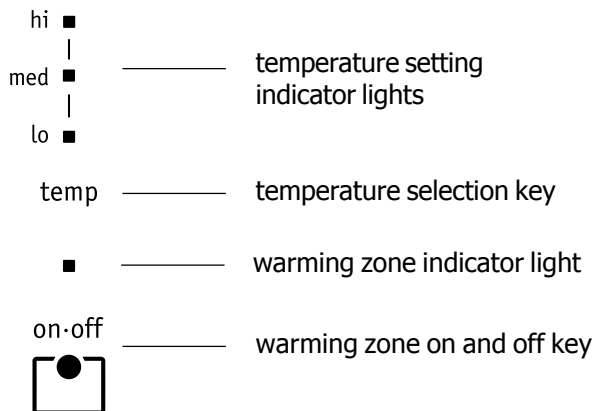 hi
med
lo
temperature setting
indicator lights
temp
temperature selection key
warming zone indicator light
on·off
warming zone on and off key